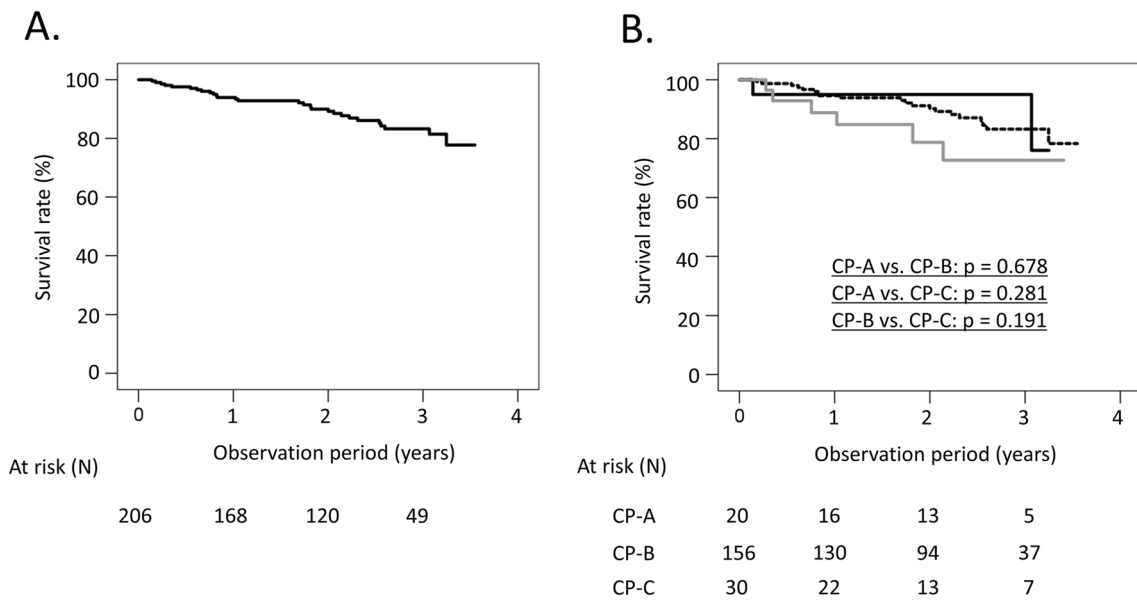 A.
100
80
60
40
20
0
Survival rate (%)
0 1 2 3 4
Observation period (years)
At risk (N)
206 168 120 49
B.
100
80
60
40
20
0
Survival rate (%)
CP-A vs. CP-B: p = 0.678
CP-A vs. CP-C: p = 0.281
CP-B vs. CP-C: p = 0.191
0 1 2 3 4
Observation period (years)
At risk (N)
CP-A 20 16 13 5
CP-B 156 130 94 37
CP-C 30 22 13 7